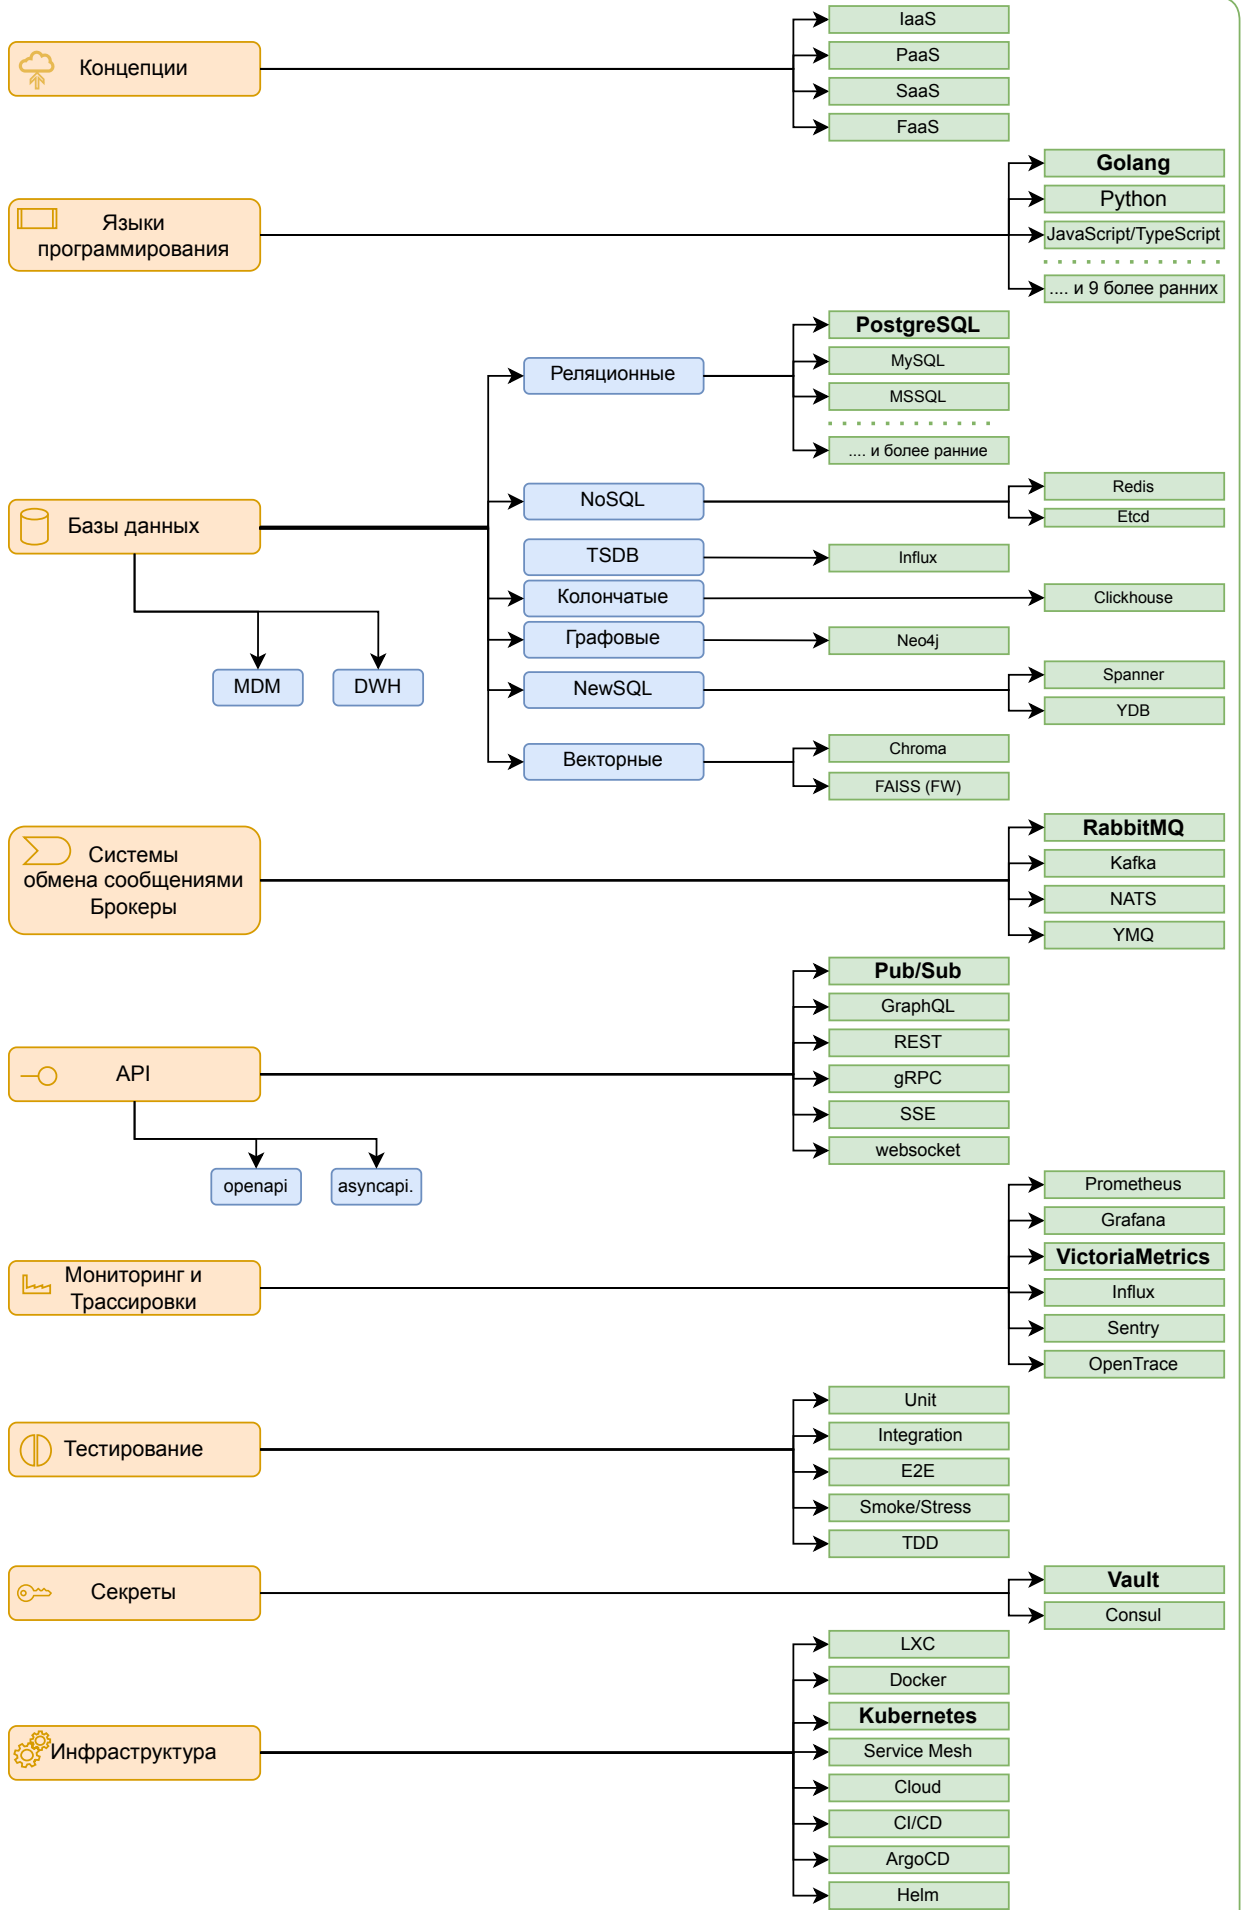 Концепции
IaaS
PaaS
SaaS
FaaS
Языки
программирования
Golang
Python
JavaScript/TypeScript
.... и 9 более ранних
Базы данных
MDM
DWH
Реляционные
PostgreSQL
MySQL
MSSQL
.... и более ранние
NoSQL
Redis
Etcd
TSDB
Influx
Колончатые
Clickhouse
Графовые
Neo4j
NewSQL
Spanner
YDB
Векторные
Chroma
FAISS (FW)
Системы
обмена сообщениями
Брокеры
RabbitMQ
Kafka
NATS
YMQ
API
openapi
asyncapi.
Pub/Sub
GraphQL
REST
gRPC
SSE
websocket
Мониторинг и
Трассировки
Prometheus
Grafana
VictoriaMetrics
Influx
Sentry
OpenTrace
Тестирование
Unit
Integration
E2E
Smoke/Stress
TDD
Секреты
Vault
Consul
Инфраструктура
LXC
Docker
Kubernetes
Service Mesh
Cloud
CI/CD
ArgoCD
Helm